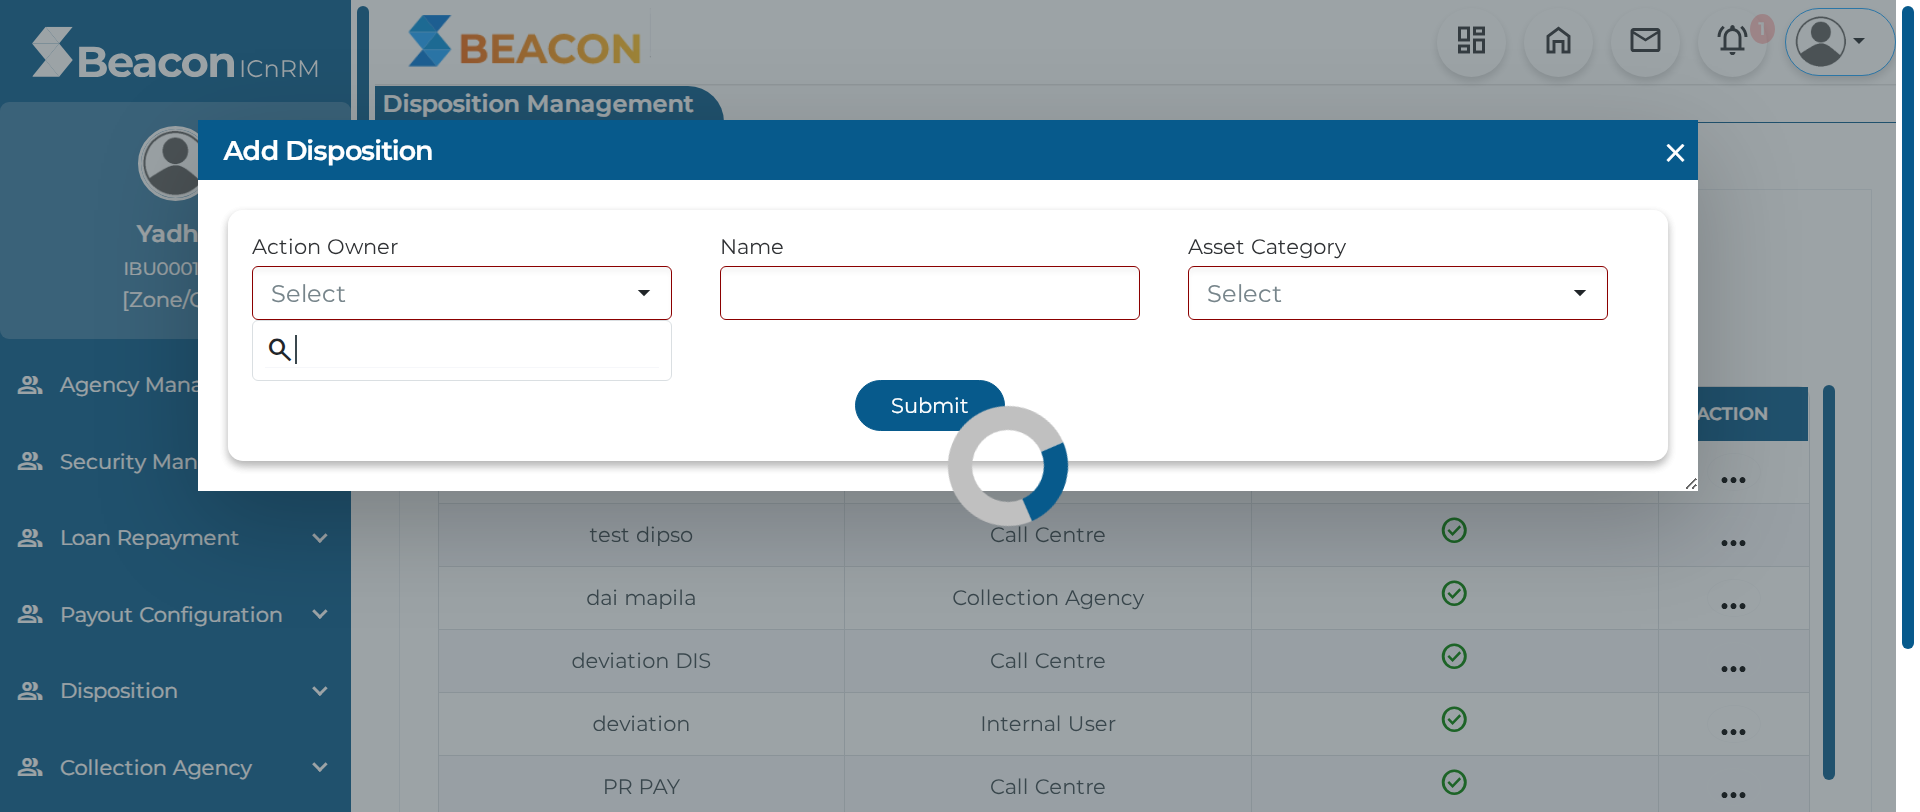 Beacon ICnRM
BEACON
1
Disposition Management
Add Disposition
Yadh
IBU0001
[Zone/
Action Owner
Name
Asset Category
Select
Select
Submit
Agency Mana
Security Man
Loan Repayment
Payout Configuration
Disposition
Collection Agency
ACTION
test dipso Call Centre
dai mapila Collection Agency
deviation DIS Call Centre
deviation Internal User
PR PAY Call Centre